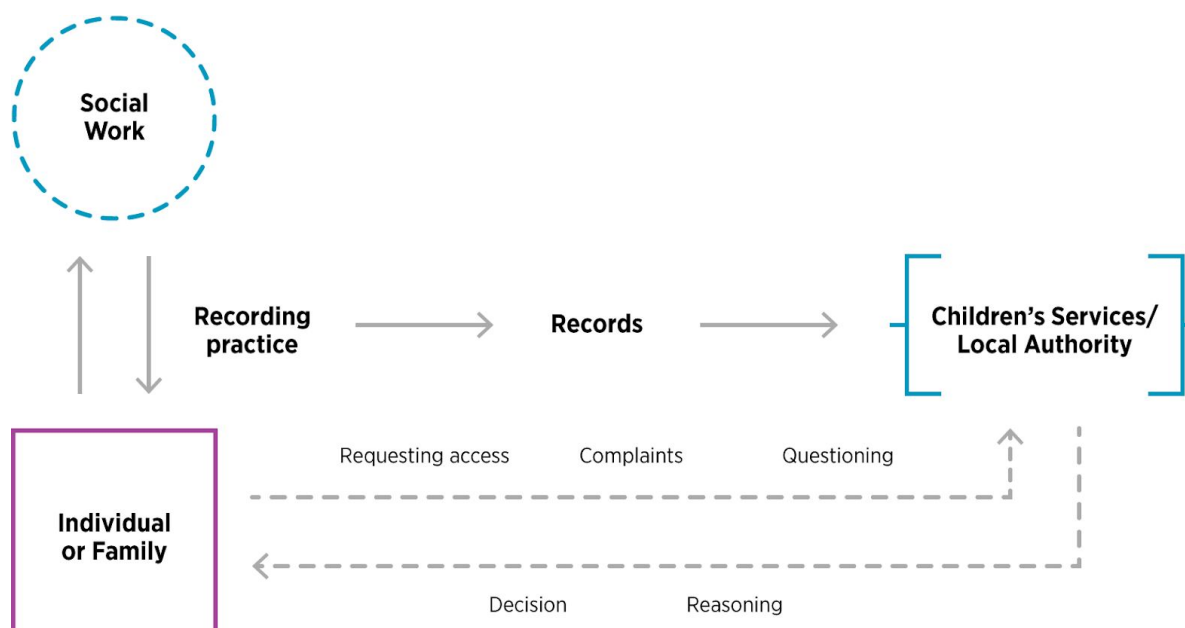 Social
Work
Recording
practice
Records
Children’s Services/
Local Authority
Requesting access
Complaints
Questioning
Individual
or Family
Decision
Reasoning